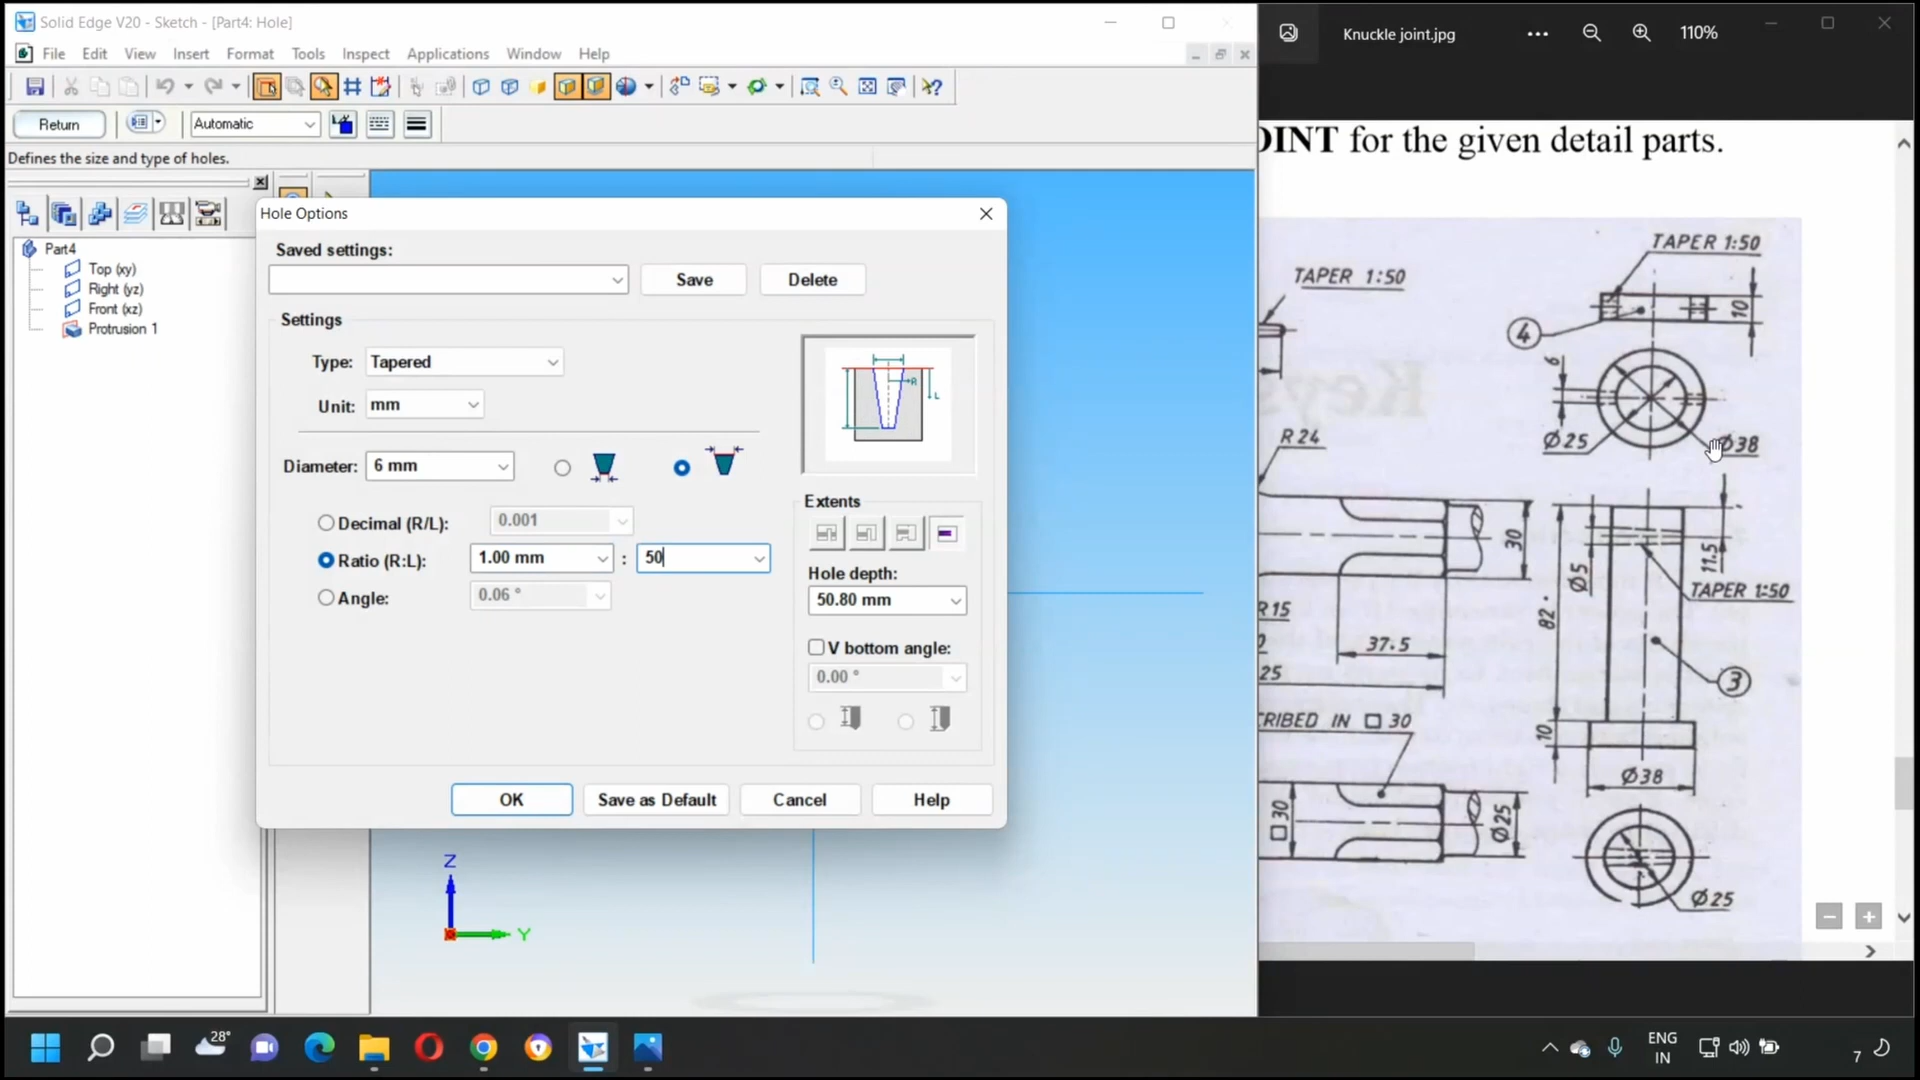 Solid Edge V20 - Sketch - [Part4: Hole]
File Edit View Insert Format Tools Inspect Applications Window Help
Return
Automatic
Defines the size and type of holes.
Part4
Top (xy)
Right (yz)
Front (xz)
Protrusion 1
Hole Options
Saved settings:
Save
Delete
Settings
Type:
Tapered
Unit:
mm
Diameter:
6 mm
Decimal (R/L):
0.001
Ratio (R:L):
1.00 mm
:
50
Angle:
0.06 °
R
L
Extents
Hole depth:
50.80 mm
V bottom angle:
0.00 °
OK
Save as Default
Cancel
Help
Z
Y
Knuckle joint.jpg
110%
OINT for the given detail parts.
TAPER 1:50
TAPER 1:50
10
4
6
Ø25
Ø38
R 24
30
R15
37.5
25
CRIBED IN □ 30
□30
Ø25
Ø5
11.5
TAPER 1:50
82
3
10
Ø38
Ø25
28°
ENG
IN
7